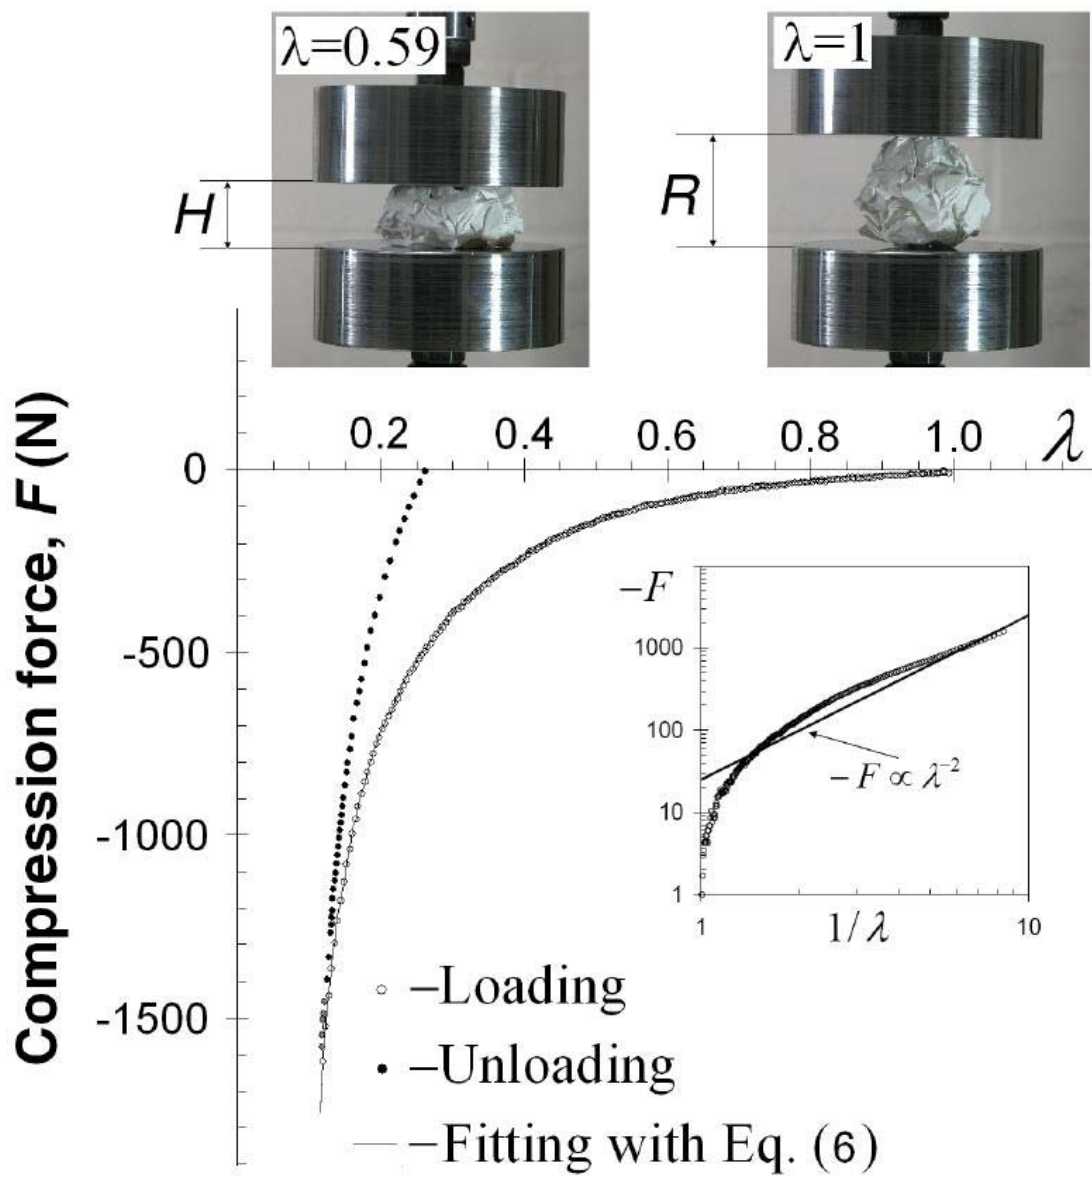 λ=0.59
λ=1
H
R
Compression force, F (N)
0.2 0.4 0.6 0.8 1.0 λ
0
-500
-1000
-1500
−F
1000
100
10
1
1 1/λ 10
−F ∝ λ⁻²
○ –Loading
● –Unloading
— –Fitting with Eq. (6)